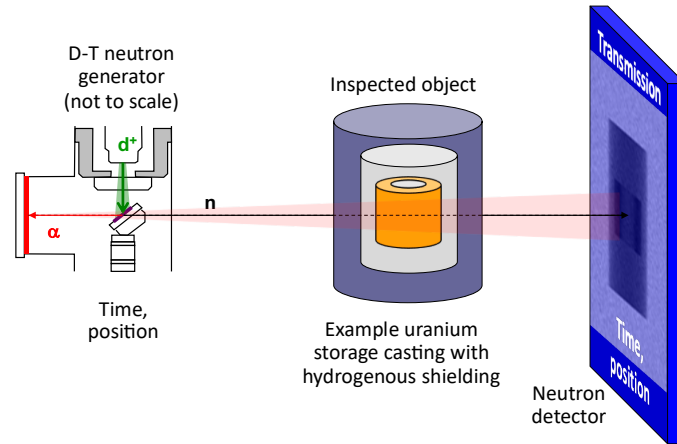 D-T neutron
generator
(not to scale)
d+
α
n
Time,
position
Inspected object
Example uranium
storage casting with
hydrogenous shielding
Transmission
Time,
position
Neutron
detector